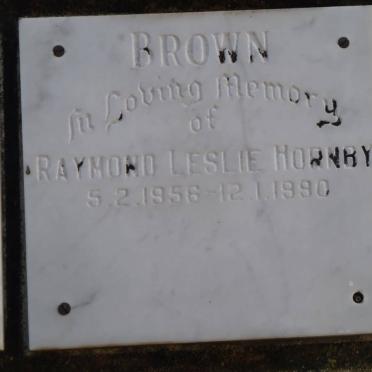 BROWN
In Loving Memory
of
RAYMOND LESLIE HORNBY
5.2.1956-12.1.1990